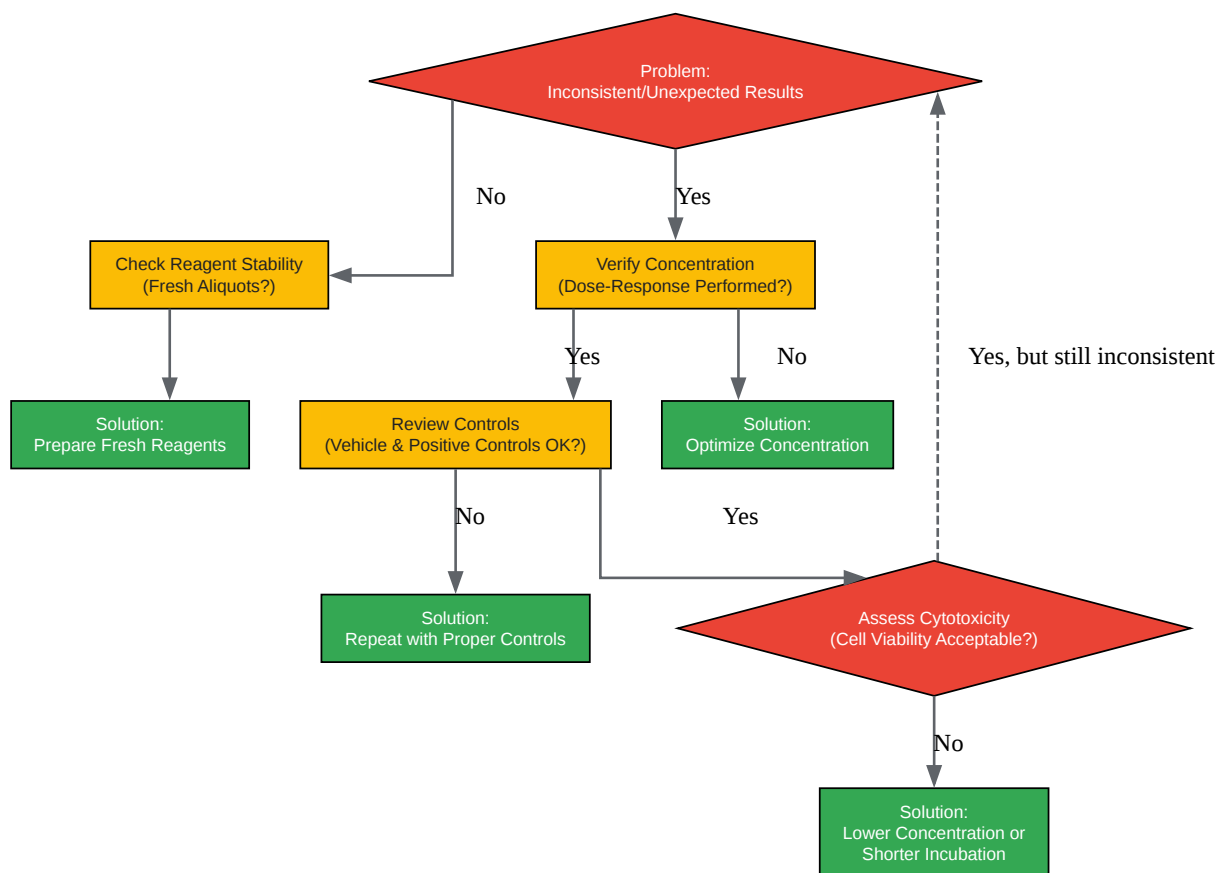 Problem:
Inconsistent/Unexpected Results
No
Yes
Check Reagent Stability
(Fresh Aliquots?)
Verify Concentration
(Dose-Response Performed?)
Yes
No
Yes, but still inconsistent
Solution:
Prepare Fresh Reagents
Review Controls
(Vehicle & Positive Controls OK?)
Solution:
Optimize Concentration
No
Yes
Solution:
Repeat with Proper Controls
Assess Cytotoxicity
(Cell Viability Acceptable?)
No
Solution:
Lower Concentration or
Shorter Incubation